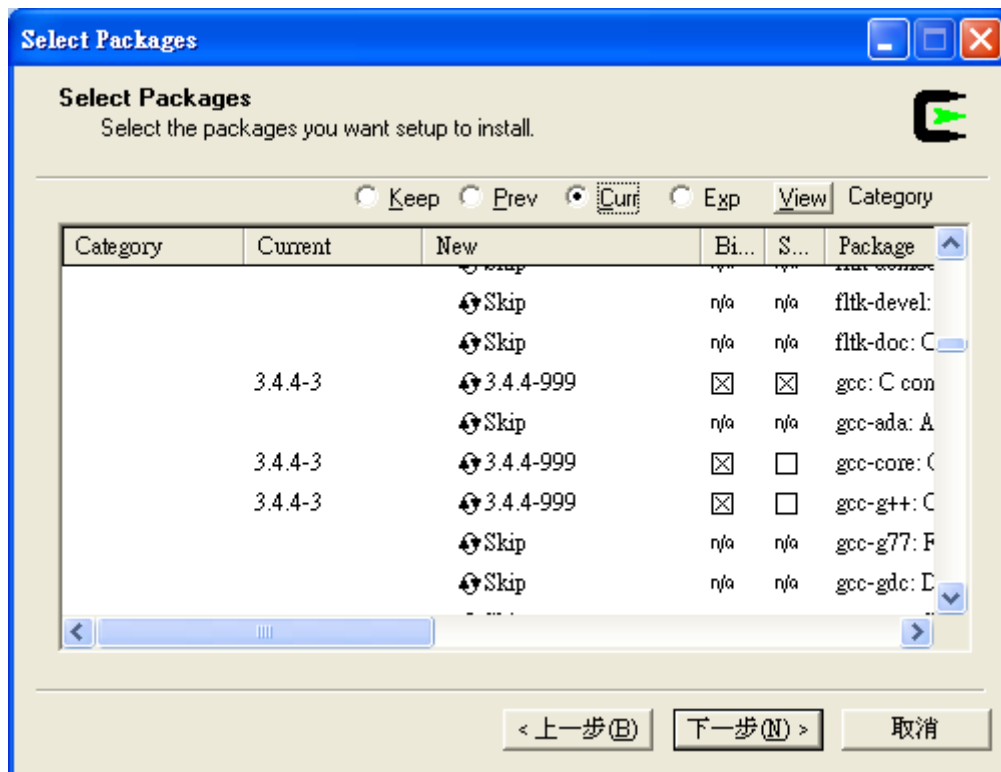 Select Packages
Select Packages
Select the packages you want setup to install.
Keep Prev Curr Exp View Category
Category Current New Bi... S... Package
Skip n/a n/a fltk-devel:
Skip n/a n/a fltk-doc: C
3.4.4-3 3.4.4-999 gcc: C com
Skip n/a n/a gcc-ada: A
3.4.4-3 3.4.4-999 gcc-core: C
3.4.4-3 3.4.4-999 gcc-g++: C
Skip n/a n/a gcc-g77: F
Skip n/a n/a gcc-gdc: D
< 上一步(B) 下一步(N) > 取消